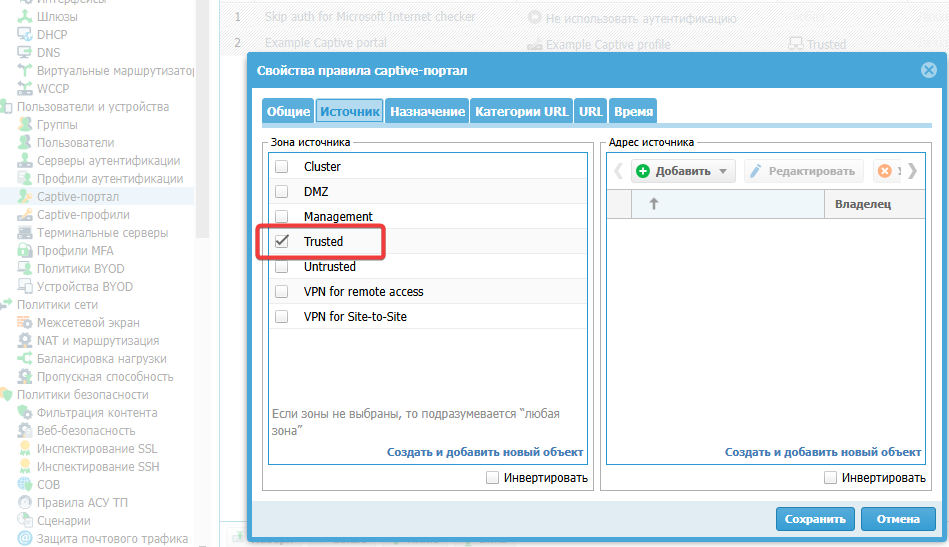 Интерфейсы
Шлюзы
DHCP
DNS
Виртуальные маршрутизатор
WCCP
Пользователи и устройства
Группы
Пользователи
Серверы аутентификации
Профили аутентификации
Captive-портал
Captive-профили
Терминальные серверы
Профили MFA
Политики BYOD
Устройства BYOD
Политики сети
Межсетевой экран
NAT и маршрутизация
Балансировка нагрузки
Пропускная способность
Политики безопасности
Фильтрация контента
Веб-безопасность
Инспектирование SSL
Инспектирование SSH
СОВ
Правила АСУ ТП
Сценарии
Защита почтового трафика
1 Skip auth for Microsoft Internet checker Не использовать аутентификацию
2 Example Captive portal Example Captive profile Trusted
Свойства правила captive-портал
Общие Источник Назначение Категории URL URL Время
Зона источника
Cluster
DMZ
Management
Trusted
Untrusted
VPN for remote access
VPN for Site-to-Site
Если зоны не выбраны, то подразумевается “любая
зона”
Создать и добавить новый объект
Инвертировать
Адрес источника
Добавить Редактировать
Владелец
Создать и добавить новый объект
Инвертировать
Сохранить Отмена